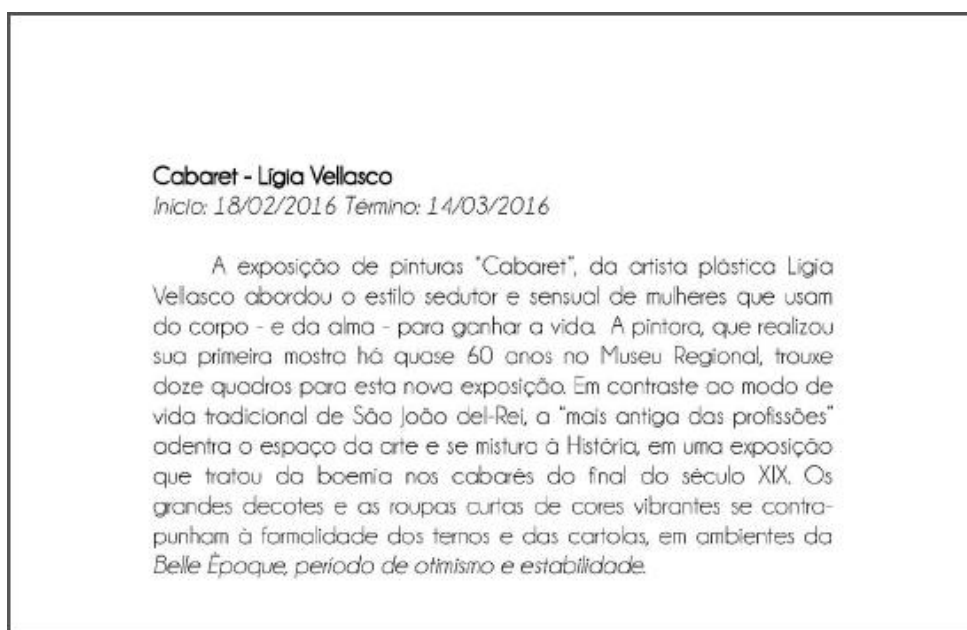 Cabaret - Lígia Vellasco
Início: 18/02/2016 Término: 14/03/2016
A exposição de pinturas "Cabaret", da artista plástica Ligia
Vellasco abordou o estilo sedutor e sensual de mulheres que usam
do corpo - e da alma - para ganhar a vida. A pintora, que realizou
sua primeira mostra há quase 60 anos no Museu Regional, trouxe
doze quadros para esta nova exposição. Em contraste ao modo de
vida tradicional de São João del-Rei, a "mais antiga das profissões"
adentra o espaço da arte e se mistura à História, em uma exposição
que tratou da boemia nos cabarés do final do século XIX. Os
grandes decotes e as roupas curtas de cores vibrantes se contra-
punham à formalidade dos ternos e das cartolas, em ambientes da
Belle Époque, período de otimismo e estabilidade.